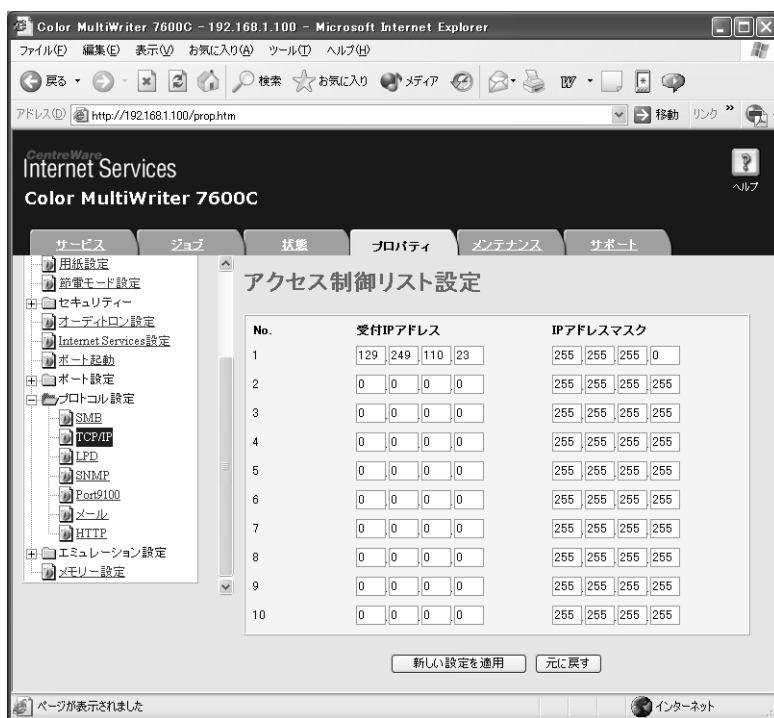 Color MultiWriter 7600C - 192.168.1.100 - Microsoft Internet Explorer
ファイル(F) 編集(E) 表示(V) お気に入り(A) ツール(T) ヘルプ(H)
戻る 検索 お気に入り メディア
アドレス(D) http://192.168.1.100/prop.htm 移動 リンク »
CentreWare
Internet Services
Color MultiWriter 7600C
ヘルプ
サービス ジョブ 状態 プロパティ メンテナンス サポート
用紙設定
節電モード設定
セキュリティー
オーディトロン設定
Internet Services設定
ポート起動
ポート設定
プロトコル設定
SMB
TCP/IP
LPD
SNMP
Port9100
メール
HTTP
エミュレーション設定
メモリー設定
アクセス制御リスト設定
No. 受付IPアドレス IPアドレスマスク
1 129 .249 .110 .23 255 .255 .255 .0
2 0 .0 .0 .0 255 .255 .255 .255
3 0 .0 .0 .0 255 .255 .255 .255
4 0 .0 .0 .0 255 .255 .255 .255
5 0 .0 .0 .0 255 .255 .255 .255
6 0 .0 .0 .0 255 .255 .255 .255
7 0 .0 .0 .0 255 .255 .255 .255
8 0 .0 .0 .0 255 .255 .255 .255
9 0 .0 .0 .0 255 .255 .255 .255
10 0 .0 .0 .0 255 .255 .255 .255
新しい設定を適用 元に戻す
ページが表示されました インターネット